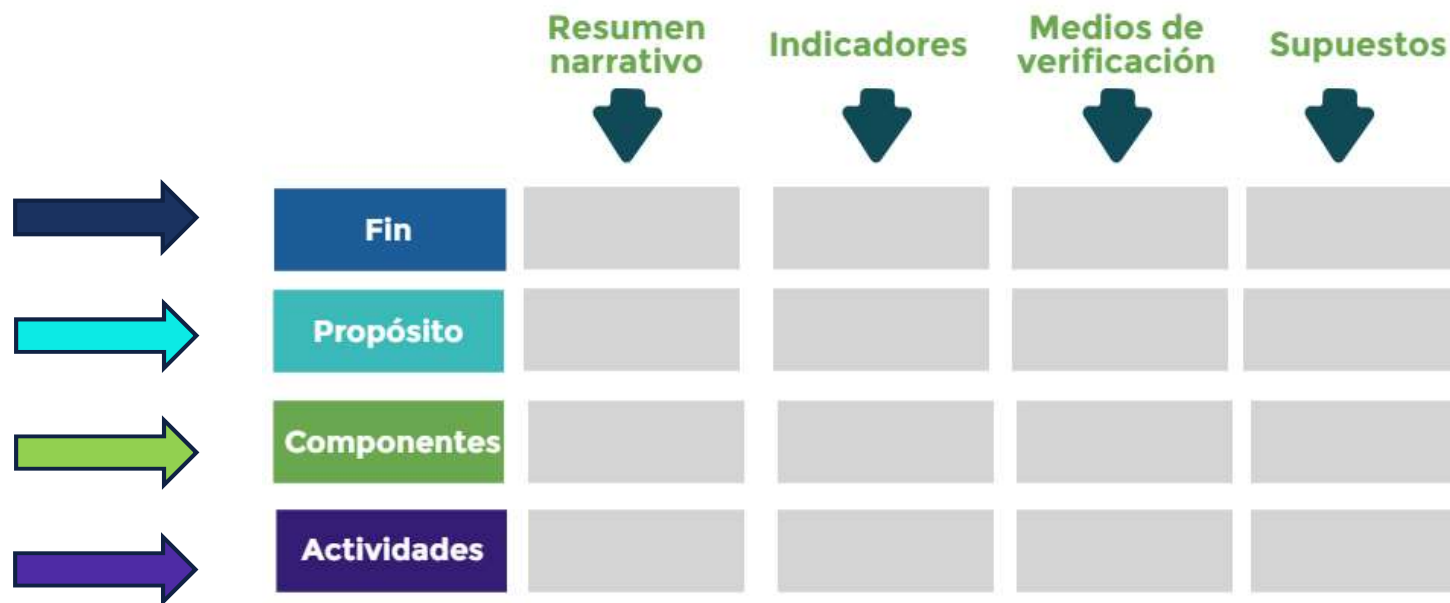 Resumen
narrativo
Indicadores
Medios de
verificación
Supuestos
Fin
Propósito
Componentes
Actividades